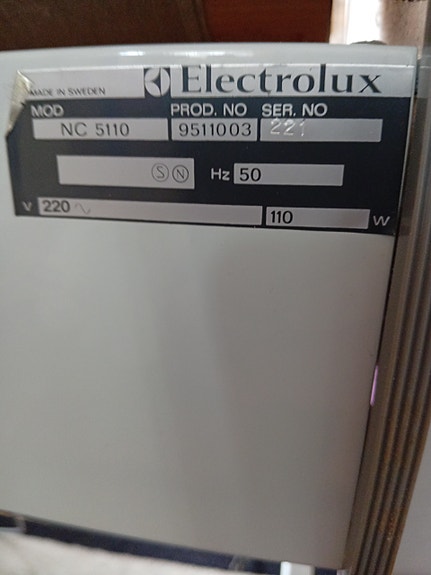 MADE IN SWEDEN Electrolux
MOD PROD. NO SER. NO
NC 5110 9511003 221
S N Hz 50
V 220 ~ 110 W